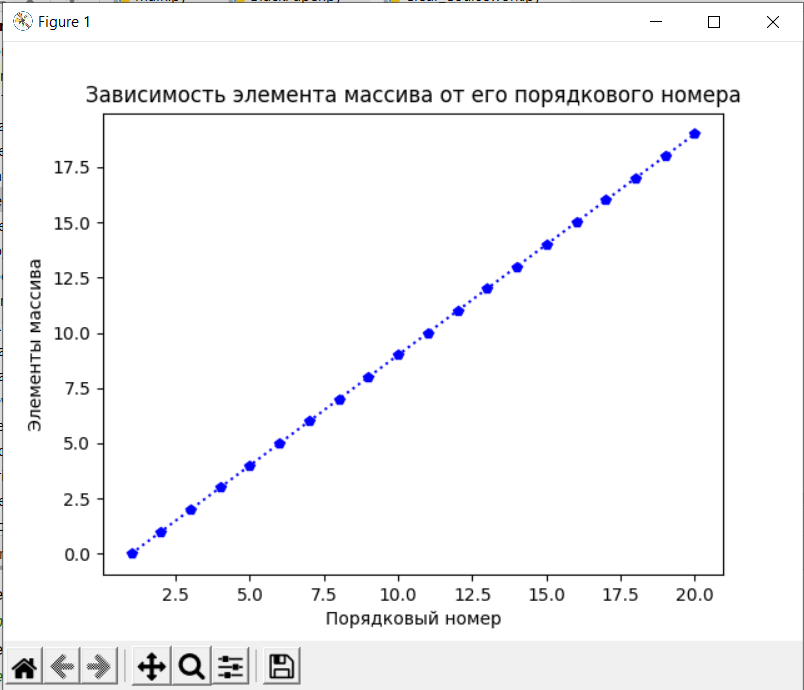 Figure 1
Зависимость элемента массива от его порядкового номера
17.5
15.0
12.5
10.0
7.5
5.0
2.5
0.0
Элементы массива
2.5 5.0 7.5 10.0 12.5 15.0 17.5 20.0
Порядковый номер